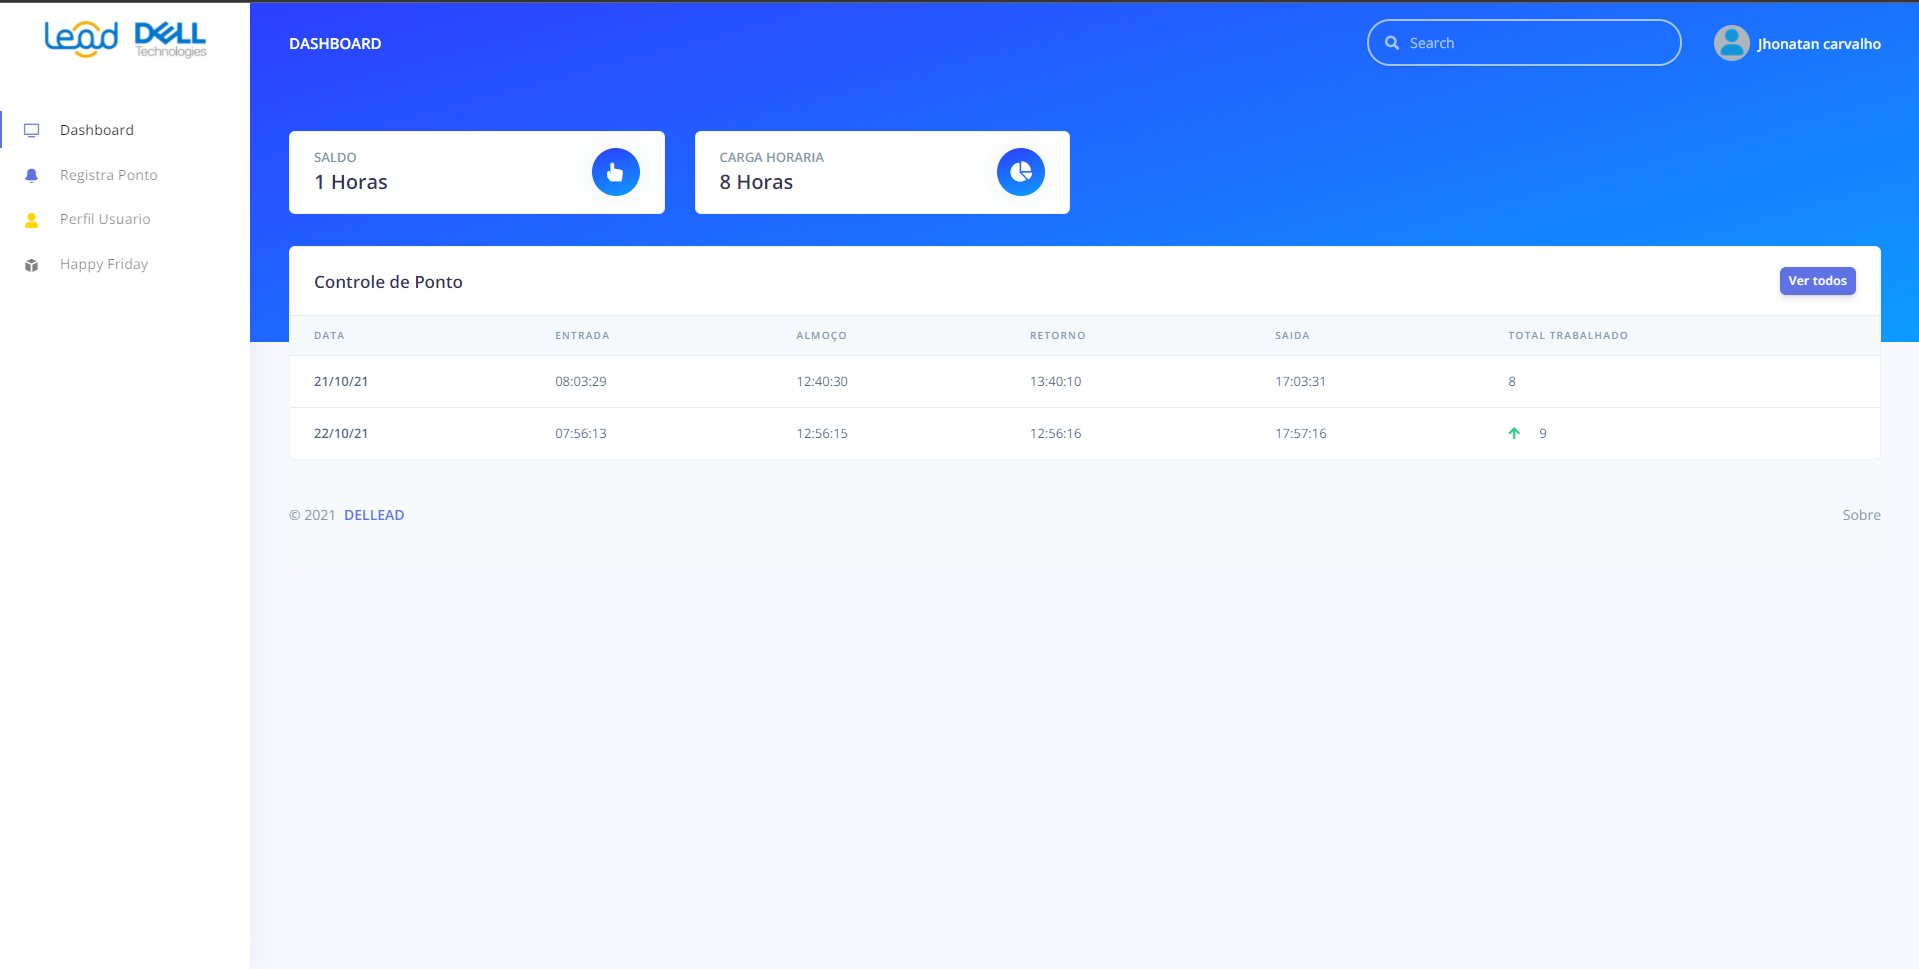 Lead DELL Technologies
DASHBOARD
Search
Jhonatan carvalho
Dashboard
Registra Ponto
Perfil Usuario
Happy Friday
SALDO
1 Horas
CARGA HORARIA
8 Horas
Controle de Ponto
Ver todos
DATA ENTRADA ALMOÇO RETORNO SAIDA TOTAL TRABALHADO
21/10/21 08:03:29 12:40:30 13:40:10 17:03:31 8
22/10/21 07:56:13 12:56:15 12:56:16 17:57:16 9
© 2021 DELLEAD
Sobre